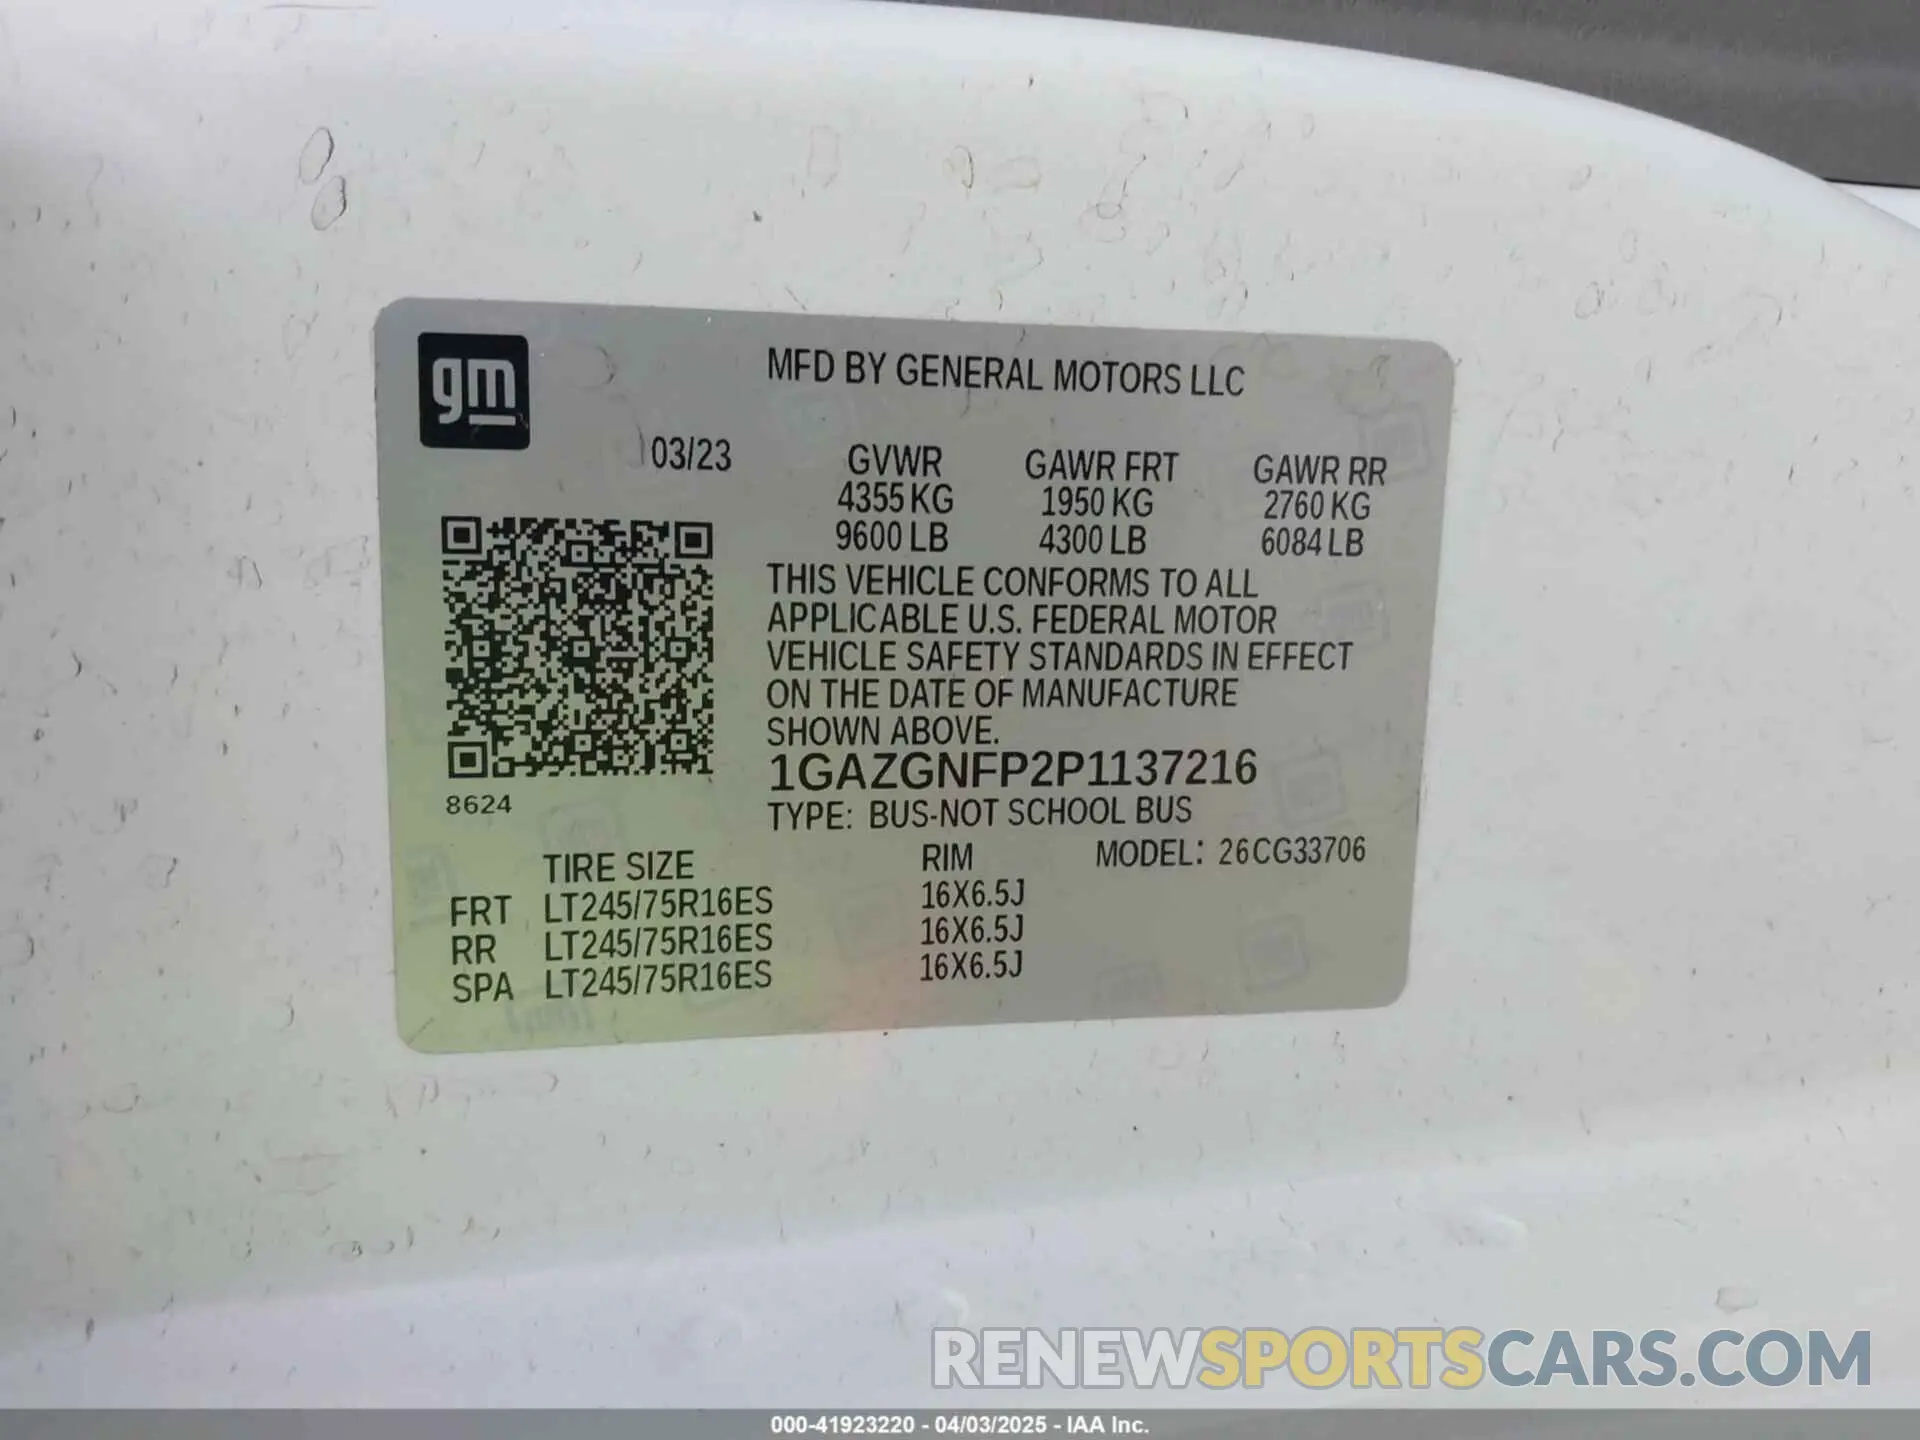 gm
MFD BY GENERAL MOTORS LLC
03/23
GVWR GAWR FRT GAWR RR
4355 KG 1950 KG 2760 KG
9600 LB 4300 LB 6084 LB
THIS VEHICLE CONFORMS TO ALL
APPLICABLE U.S. FEDERAL MOTOR
VEHICLE SAFETY STANDARDS IN EFFECT
ON THE DATE OF MANUFACTURE
SHOWN ABOVE.
1GAZGNFP2P1137216
8624
TYPE: BUS-NOT SCHOOL BUS
TIRE SIZE RIM MODEL: 26CG33706
FRT LT245/75R16ES 16X6.5J
RR LT245/75R16ES 16X6.5J
SPA LT245/75R16ES 16X6.5J
RENEWSPORTSCARS.COM
000-41923220 - 04/03/2025 - IAA Inc.